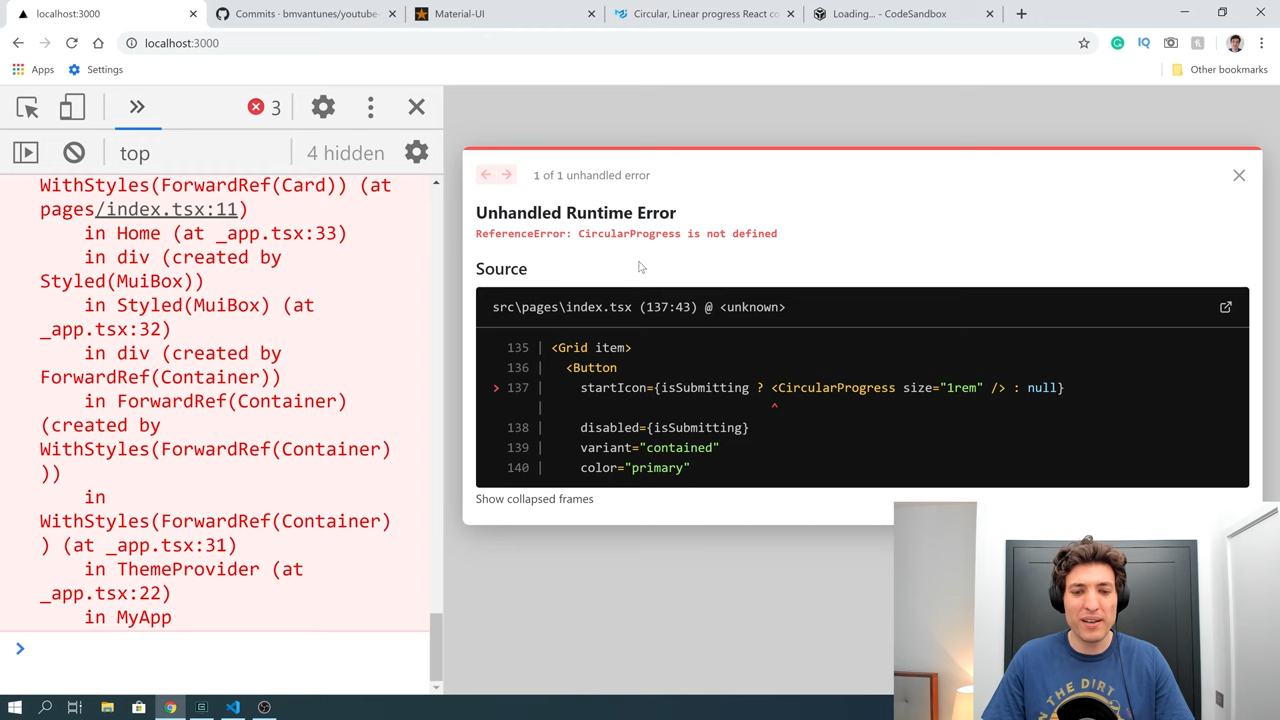 localhost:3000
Commits · bmvantunes/youtube-
Material-UI
Circular, Linear progress React co
Loading... - CodeSandbox
localhost:3000
IQ
Apps
Settings
Other bookmarks
3
top
4 hidden
WithStyles(ForwardRef(Card)) (at
pages/index.tsx:11)
in Home (at _app.tsx:33)
in div (created by
Styled(MuiBox))
in Styled(MuiBox) (at
_app.tsx:32)
in div (created by
ForwardRef(Container))
in ForwardRef(Container)
(created by
WithStyles(ForwardRef(Container)
))
in
WithStyles(ForwardRef(Container)
) (at _app.tsx:31)
in ThemeProvider (at
_app.tsx:22)
in MyApp
1 of 1 unhandled error
Unhandled Runtime Error
ReferenceError: CircularProgress is not defined
Source
src\pages\index.tsx (137:43) @ <unknown>
135 | <Grid item>
136 | <Button
> 137 | startIcon={isSubmitting ? <CircularProgress size="1rem" /> : null}
| ^
138 | disabled={isSubmitting}
139 | variant="contained"
140 | color="primary"
Show collapsed frames
IN THE DIRT